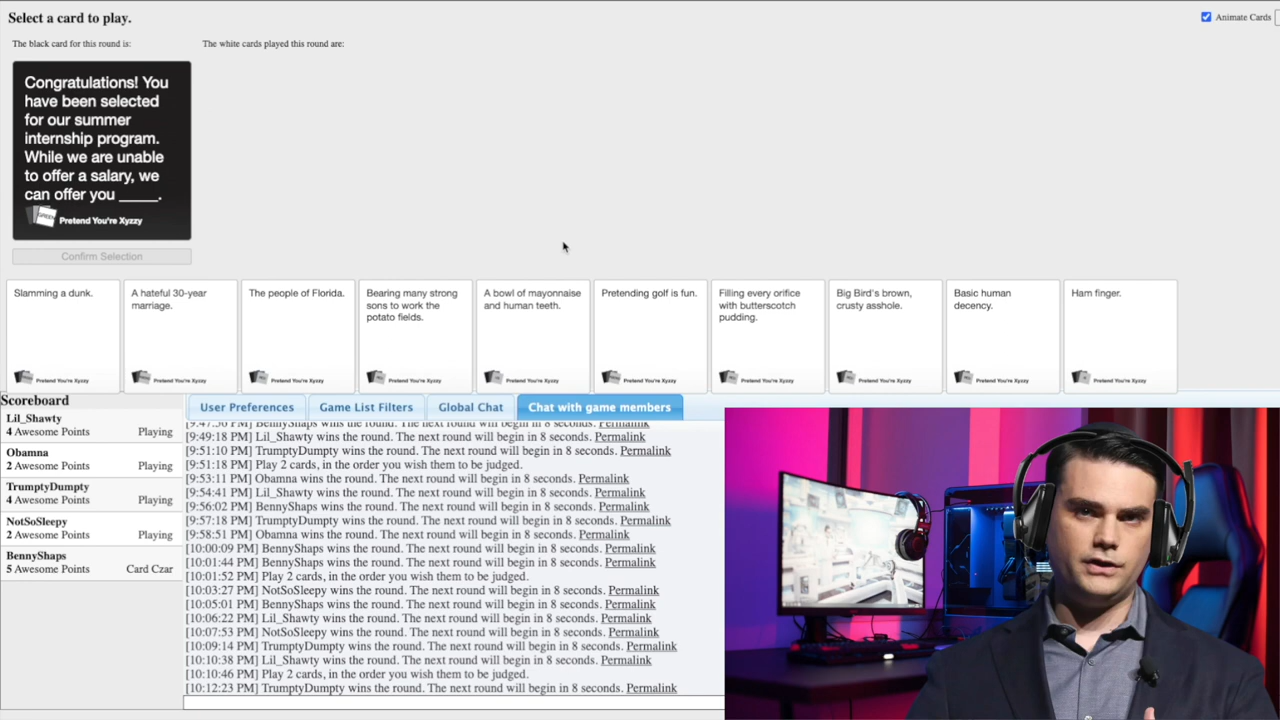 Select a card to play.
Animate Cards
The black card for this round is:
The white cards played this round are:
Congratulations! You
have been selected
for our summer
internship program.
While we are unable
to offer a salary, we
can offer you _____.
Pretend You're Xyzzy
Confirm Selection
Slamming a dunk.
Pretend You're Xyzzy
A hateful 30-year
marriage.
Pretend You're Xyzzy
The people of Florida.
Pretend You're Xyzzy
Bearing many strong
sons to work the
potato fields.
Pretend You're Xyzzy
A bowl of mayonnaise
and human teeth.
Pretend You're Xyzzy
Pretending golf is fun.
Pretend You're Xyzzy
Filling every orifice
with butterscotch
pudding.
Pretend You're Xyzzy
Big Bird's brown,
crusty asshole.
Pretend You're Xyzzy
Basic human
decency.
Pretend You're Xyzzy
Ham finger.
Pretend You're Xyzzy
Scoreboard
Lil_Shawty
4 Awesome Points Playing
Obamna
2 Awesome Points Playing
TrumptyDumpty
4 Awesome Points Playing
NotSoSleepy
2 Awesome Points Playing
BennyShaps
5 Awesome Points Card Czar
User Preferences
Game List Filters
Global Chat
Chat with game members
BennyShaps wins the round. The next round will begin in 8 seconds. Permalink
[9:49:18 PM] Lil_Shawty wins the round. The next round will begin in 8 seconds. Permalink
[9:51:10 PM] TrumptyDumpty wins the round. The next round will begin in 8 seconds. Permalink
[9:51:18 PM] Play 2 cards, in the order you wish them to be judged.
[9:53:11 PM] Obamna wins the round. The next round will begin in 8 seconds. Permalink
[9:54:41 PM] Lil_Shawty wins the round. The next round will begin in 8 seconds. Permalink
[9:56:02 PM] BennyShaps wins the round. The next round will begin in 8 seconds. Permalink
[9:57:18 PM] TrumptyDumpty wins the round. The next round will begin in 8 seconds. Permalink
[9:58:51 PM] Obamna wins the round. The next round will begin in 8 seconds. Permalink
[10:00:09 PM] BennyShaps wins the round. The next round will begin in 8 seconds. Permalink
[10:01:44 PM] BennyShaps wins the round. The next round will begin in 8 seconds. Permalink
[10:01:52 PM] Play 2 cards, in the order you wish them to be judged.
[10:03:27 PM] NotSoSleepy wins the round. The next round will begin in 8 seconds. Permalink
[10:05:01 PM] BennyShaps wins the round. The next round will begin in 8 seconds. Permalink
[10:06:22 PM] Lil_Shawty wins the round. The next round will begin in 8 seconds. Permalink
[10:07:53 PM] NotSoSleepy wins the round. The next round will begin in 8 seconds. Permalink
[10:09:14 PM] TrumptyDumpty wins the round. The next round will begin in 8 seconds. Permalink
[10:10:38 PM] Lil_Shawty wins the round. The next round will begin in 8 seconds. Permalink
[10:10:46 PM] Play 2 cards, in the order you wish them to be judged.
[10:12:23 PM] TrumptyDumpty wins the round. The next round will begin in 8 seconds. Permalink